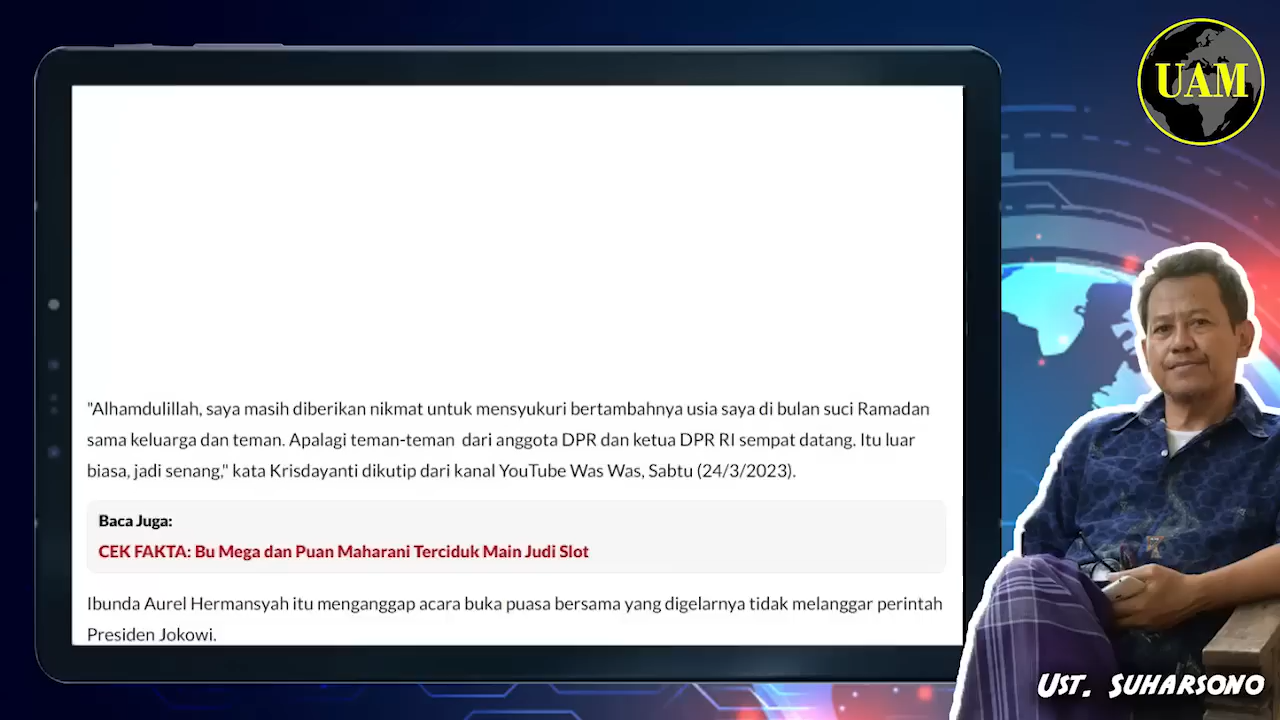 UAM
"Alhamdulillah, saya masih diberikan nikmat untuk mensyukuri bertambahnya usia saya di bulan suci Ramadan
sama keluarga dan teman. Apalagi teman-teman dari anggota DPR dan ketua DPR RI sempat datang. Itu luar
biasa, jadi senang," kata Krisdayanti dikutip dari kanal YouTube Was Was, Sabtu (24/3/2023).
Baca Juga:
CEK FAKTA: Bu Mega dan Puan Maharani Terciduk Main Judi Slot
Ibunda Aurel Hermansyah itu menganggap acara buka puasa bersama yang digelarnya tidak melanggar perintah
Presiden Jokowi.
UST. SUHARSONO